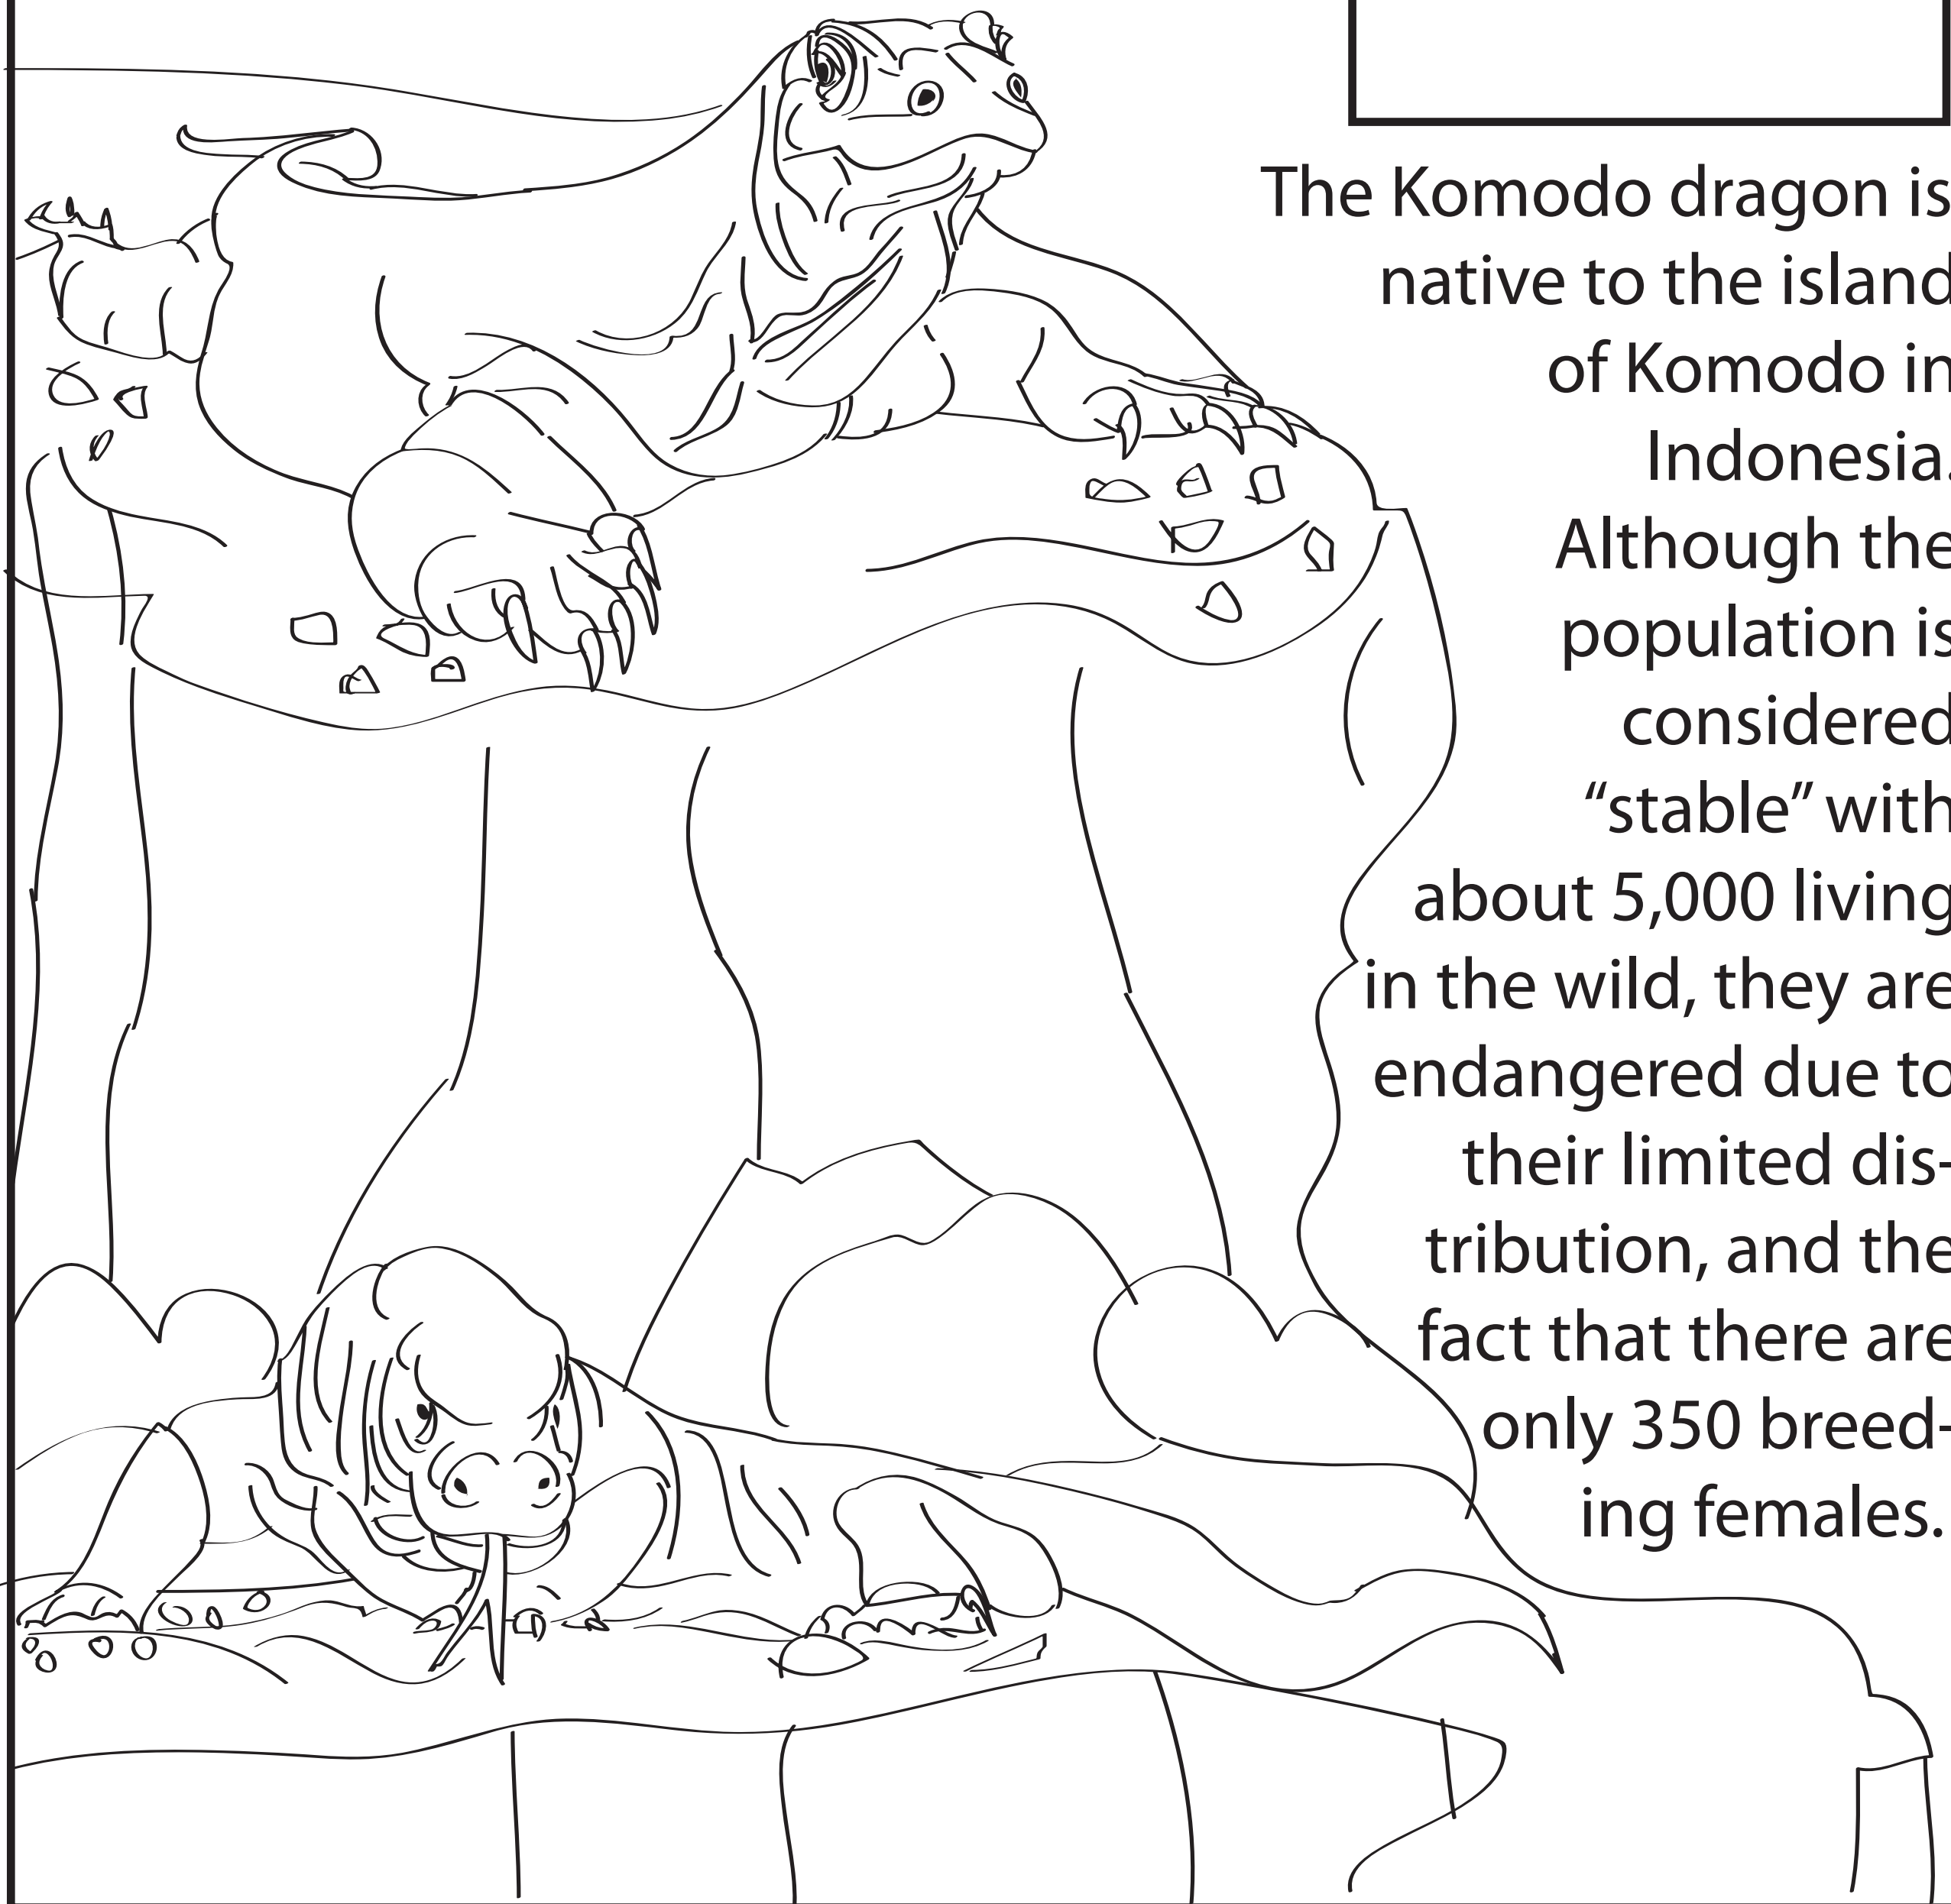 The Komodo dragon is
native to the island
of Komodo in
Indonesia.
Although the
population is
considered
“stable” with
about 5,000 living
in the wild, they are
endangered due to
their limited dis-
tribution, and the
fact that there are
only 350 breed-
ing females.